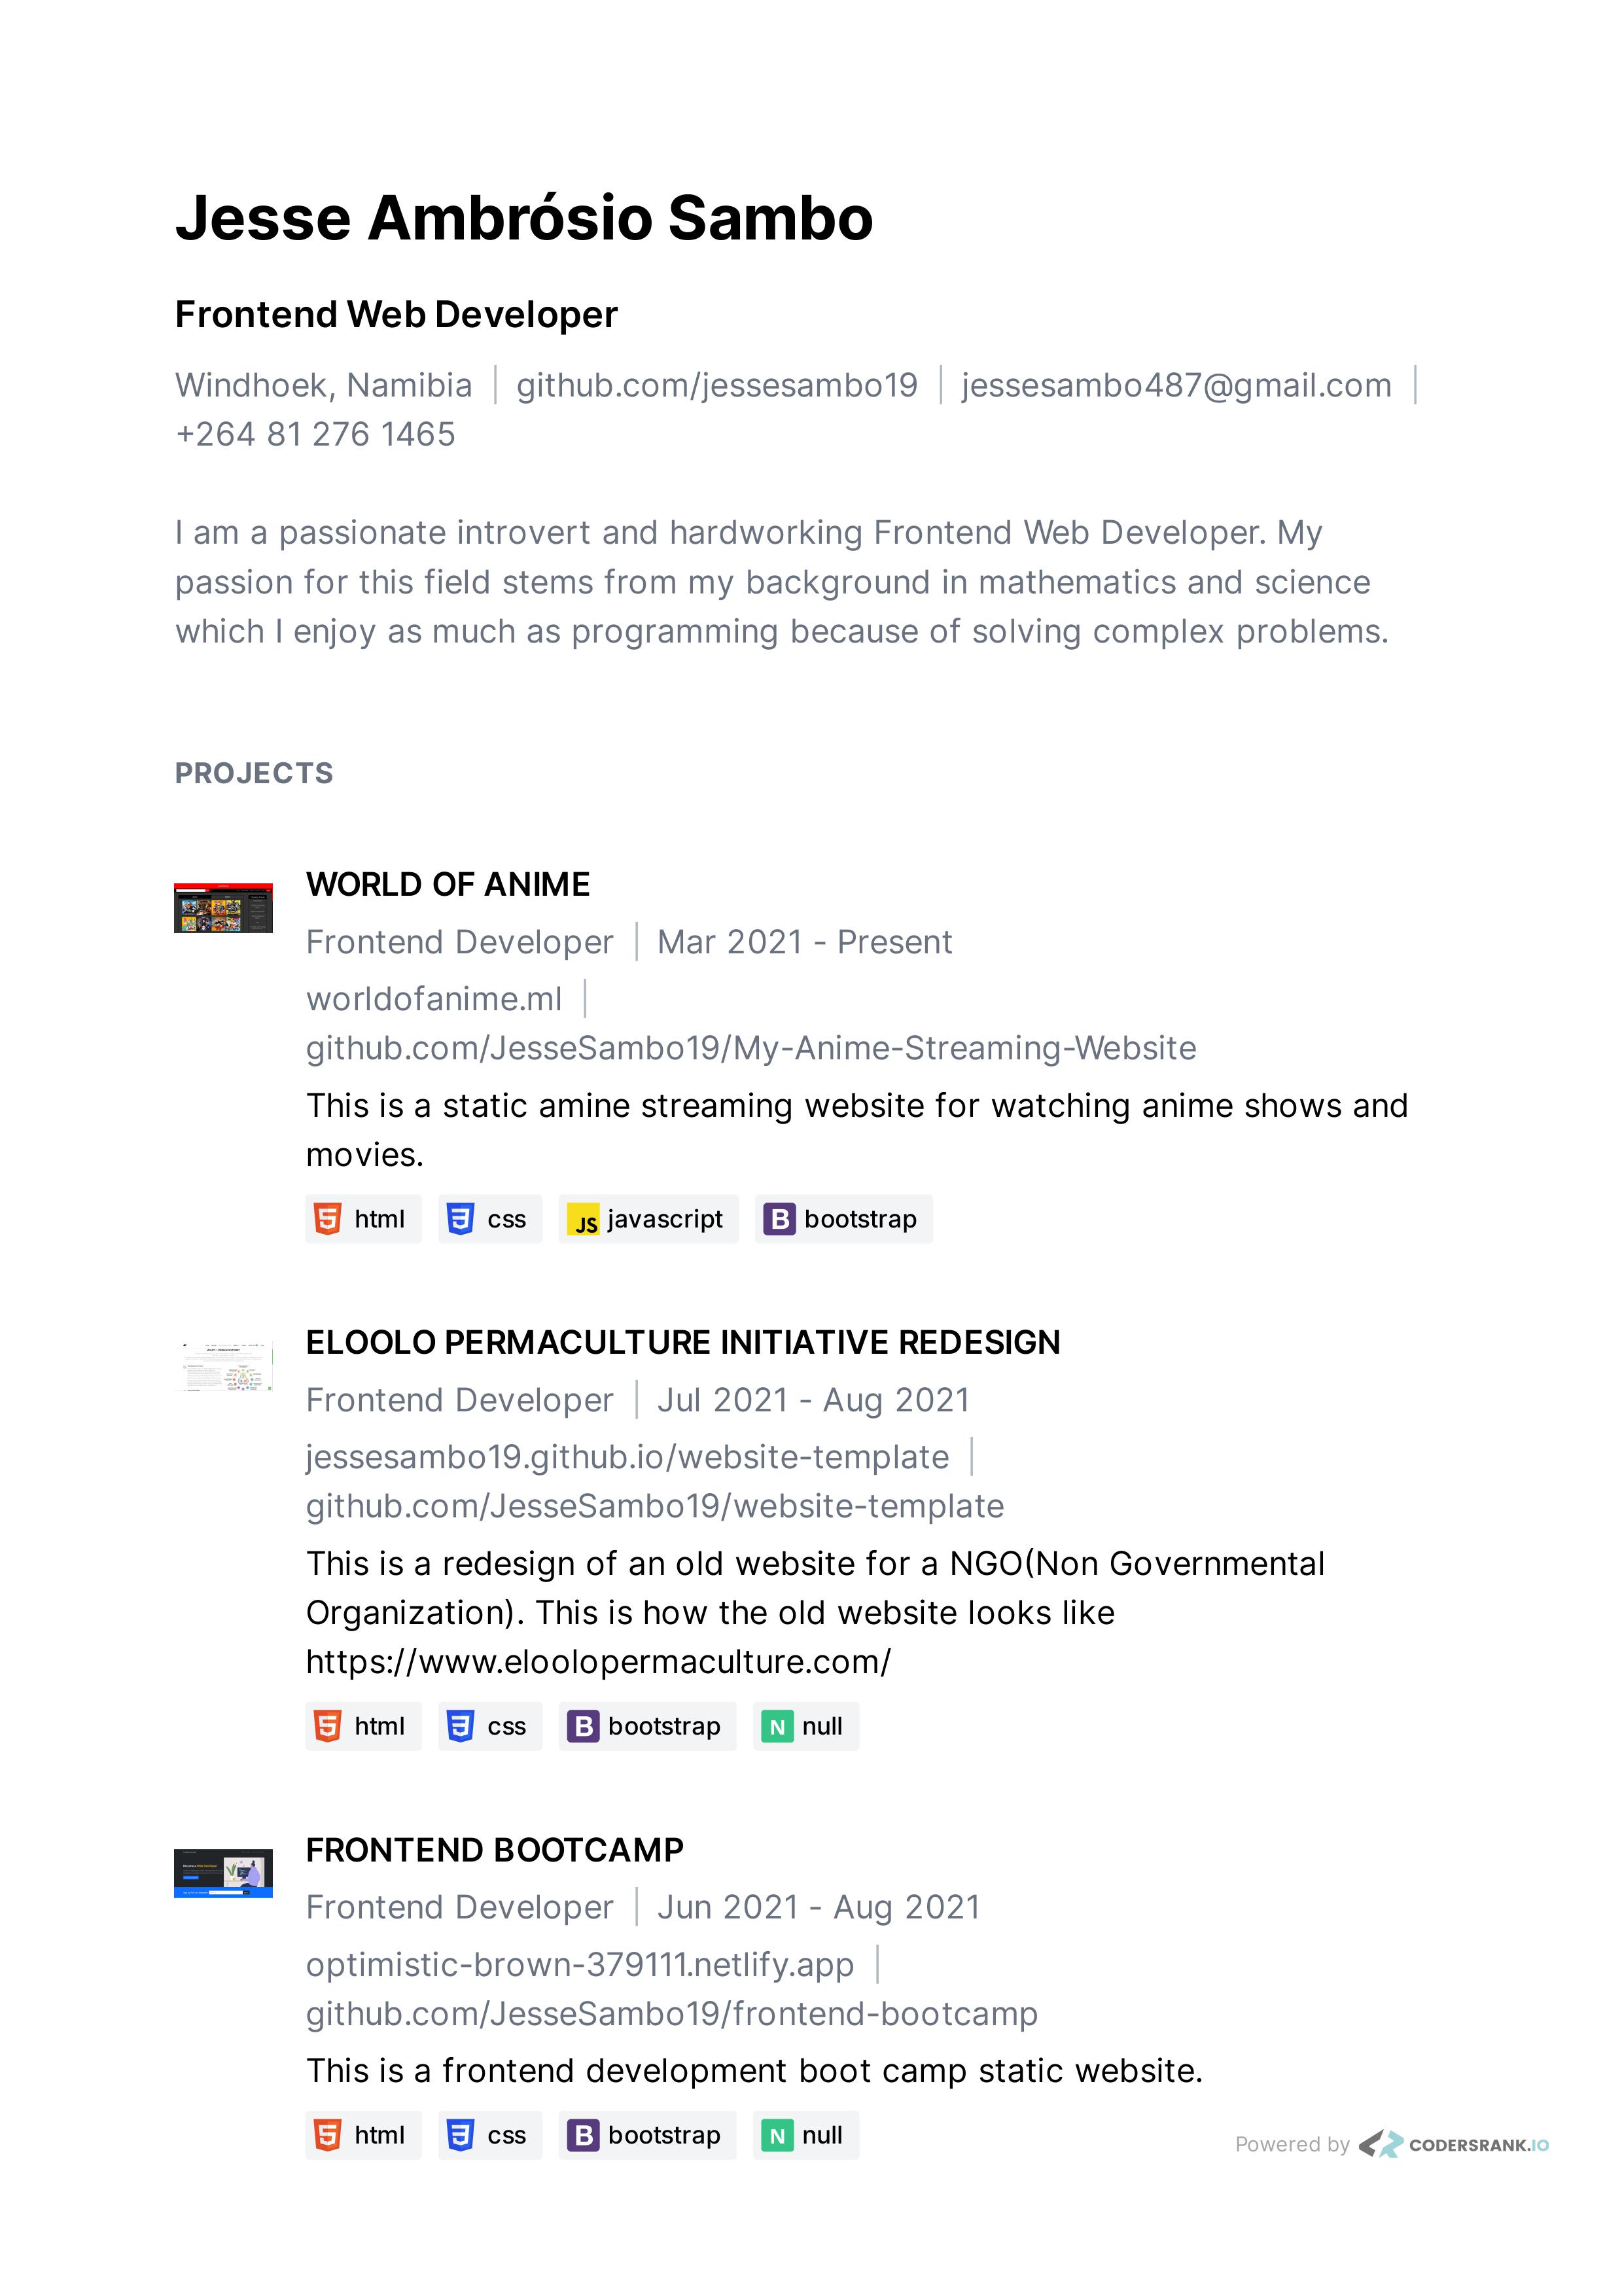 Jesse Ambrósio Sambo
Frontend Web Developer
Windhoek, Namibia | github.com/jessesambo19 | jessesambo487@gmail.com |
+264 81 276 1465
I am a passionate introvert and hardworking Frontend Web Developer. My
passion for this field stems from my background in mathematics and science
which I enjoy as much as programming because of solving complex problems.
PROJECTS
WORLD OF ANIME
Frontend Developer | Mar 2021 - Present
worldofanime.ml |
github.com/JesseSambo19/My-Anime-Streaming-Website
This is a static amine streaming website for watching anime shows and
movies.
html css JS javascript B bootstrap
ELOOLO PERMACULTURE INITIATIVE REDESIGN
Frontend Developer | Jul 2021 - Aug 2021
jessesambo19.github.io/website-template |
github.com/JesseSambo19/website-template
This is a redesign of an old website for a NGO(Non Governmental
Organization). This is how the old website looks like
https://www.eloolopermaculture.com/
html css B bootstrap N null
FRONTEND BOOTCAMP
Frontend Developer | Jun 2021 - Aug 2021
optimistic-brown-379111.netlify.app |
github.com/JesseSambo19/frontend-bootcamp
This is a frontend development boot camp static website.
html css B bootstrap N null
Powered by CODERSRANK.IO